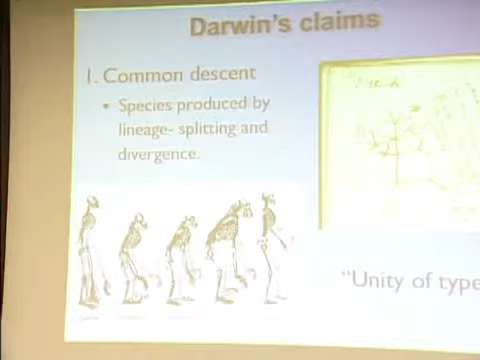 Darwin's claims
1. Common descent
• Species produced by
lineage- splitting and
divergence.
"Unity of type